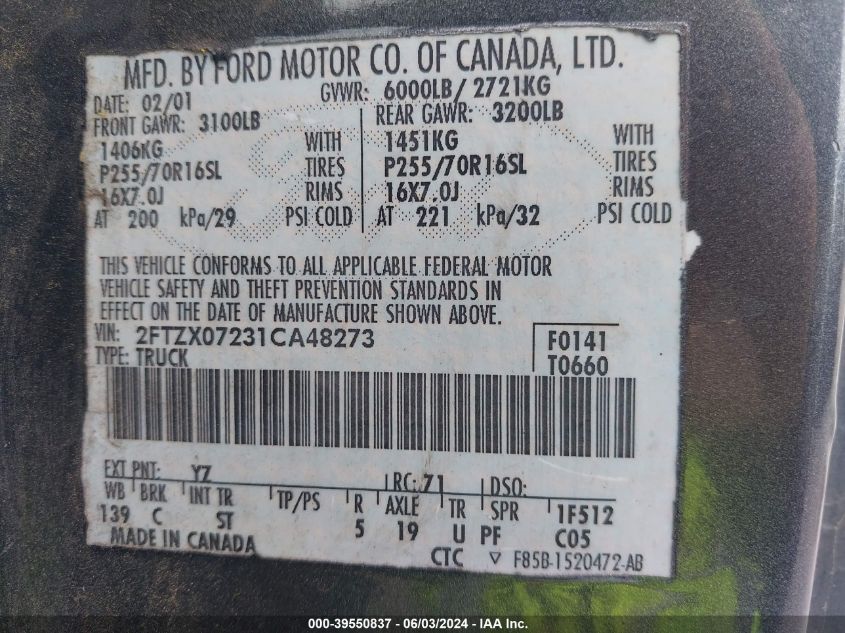 MFD. BY FORD MOTOR CO. OF CANADA, LTD.
DATE: 02/01 GVWR: 6000LB/ 2721KG
FRONT GAWR: 3100LB REAR GAWR: 3200LB
1406KG WITH 1451KG WITH
P255/70R16SL TIRES P255/70R16SL TIRES
16X7.0J RIMS 16X7.0J RIMS
AT 200 kPa/29 PSI COLD AT 221 kPa/32 PSI COLD
THIS VEHICLE CONFORMS TO ALL APPLICABLE FEDERAL MOTOR
VEHICLE SAFETY AND THEFT PREVENTION STANDARDS IN
EFFECT ON THE DATE OF MANUFACTURE SHOWN ABOVE.
VIN: 2FTZX07231CA48273 F0141
TYPE: TRUCK T0660
EXT PNT: YZ RC: 71 DSO:
WB BRK INT TR TP/PS R AXLE TR SPR 1F512
139 C ST 5 19 U PF C05
MADE IN CANADA CTC ▽ F85B-1520472-AB
000-39550837 - 06/03/2024 - IAA Inc.